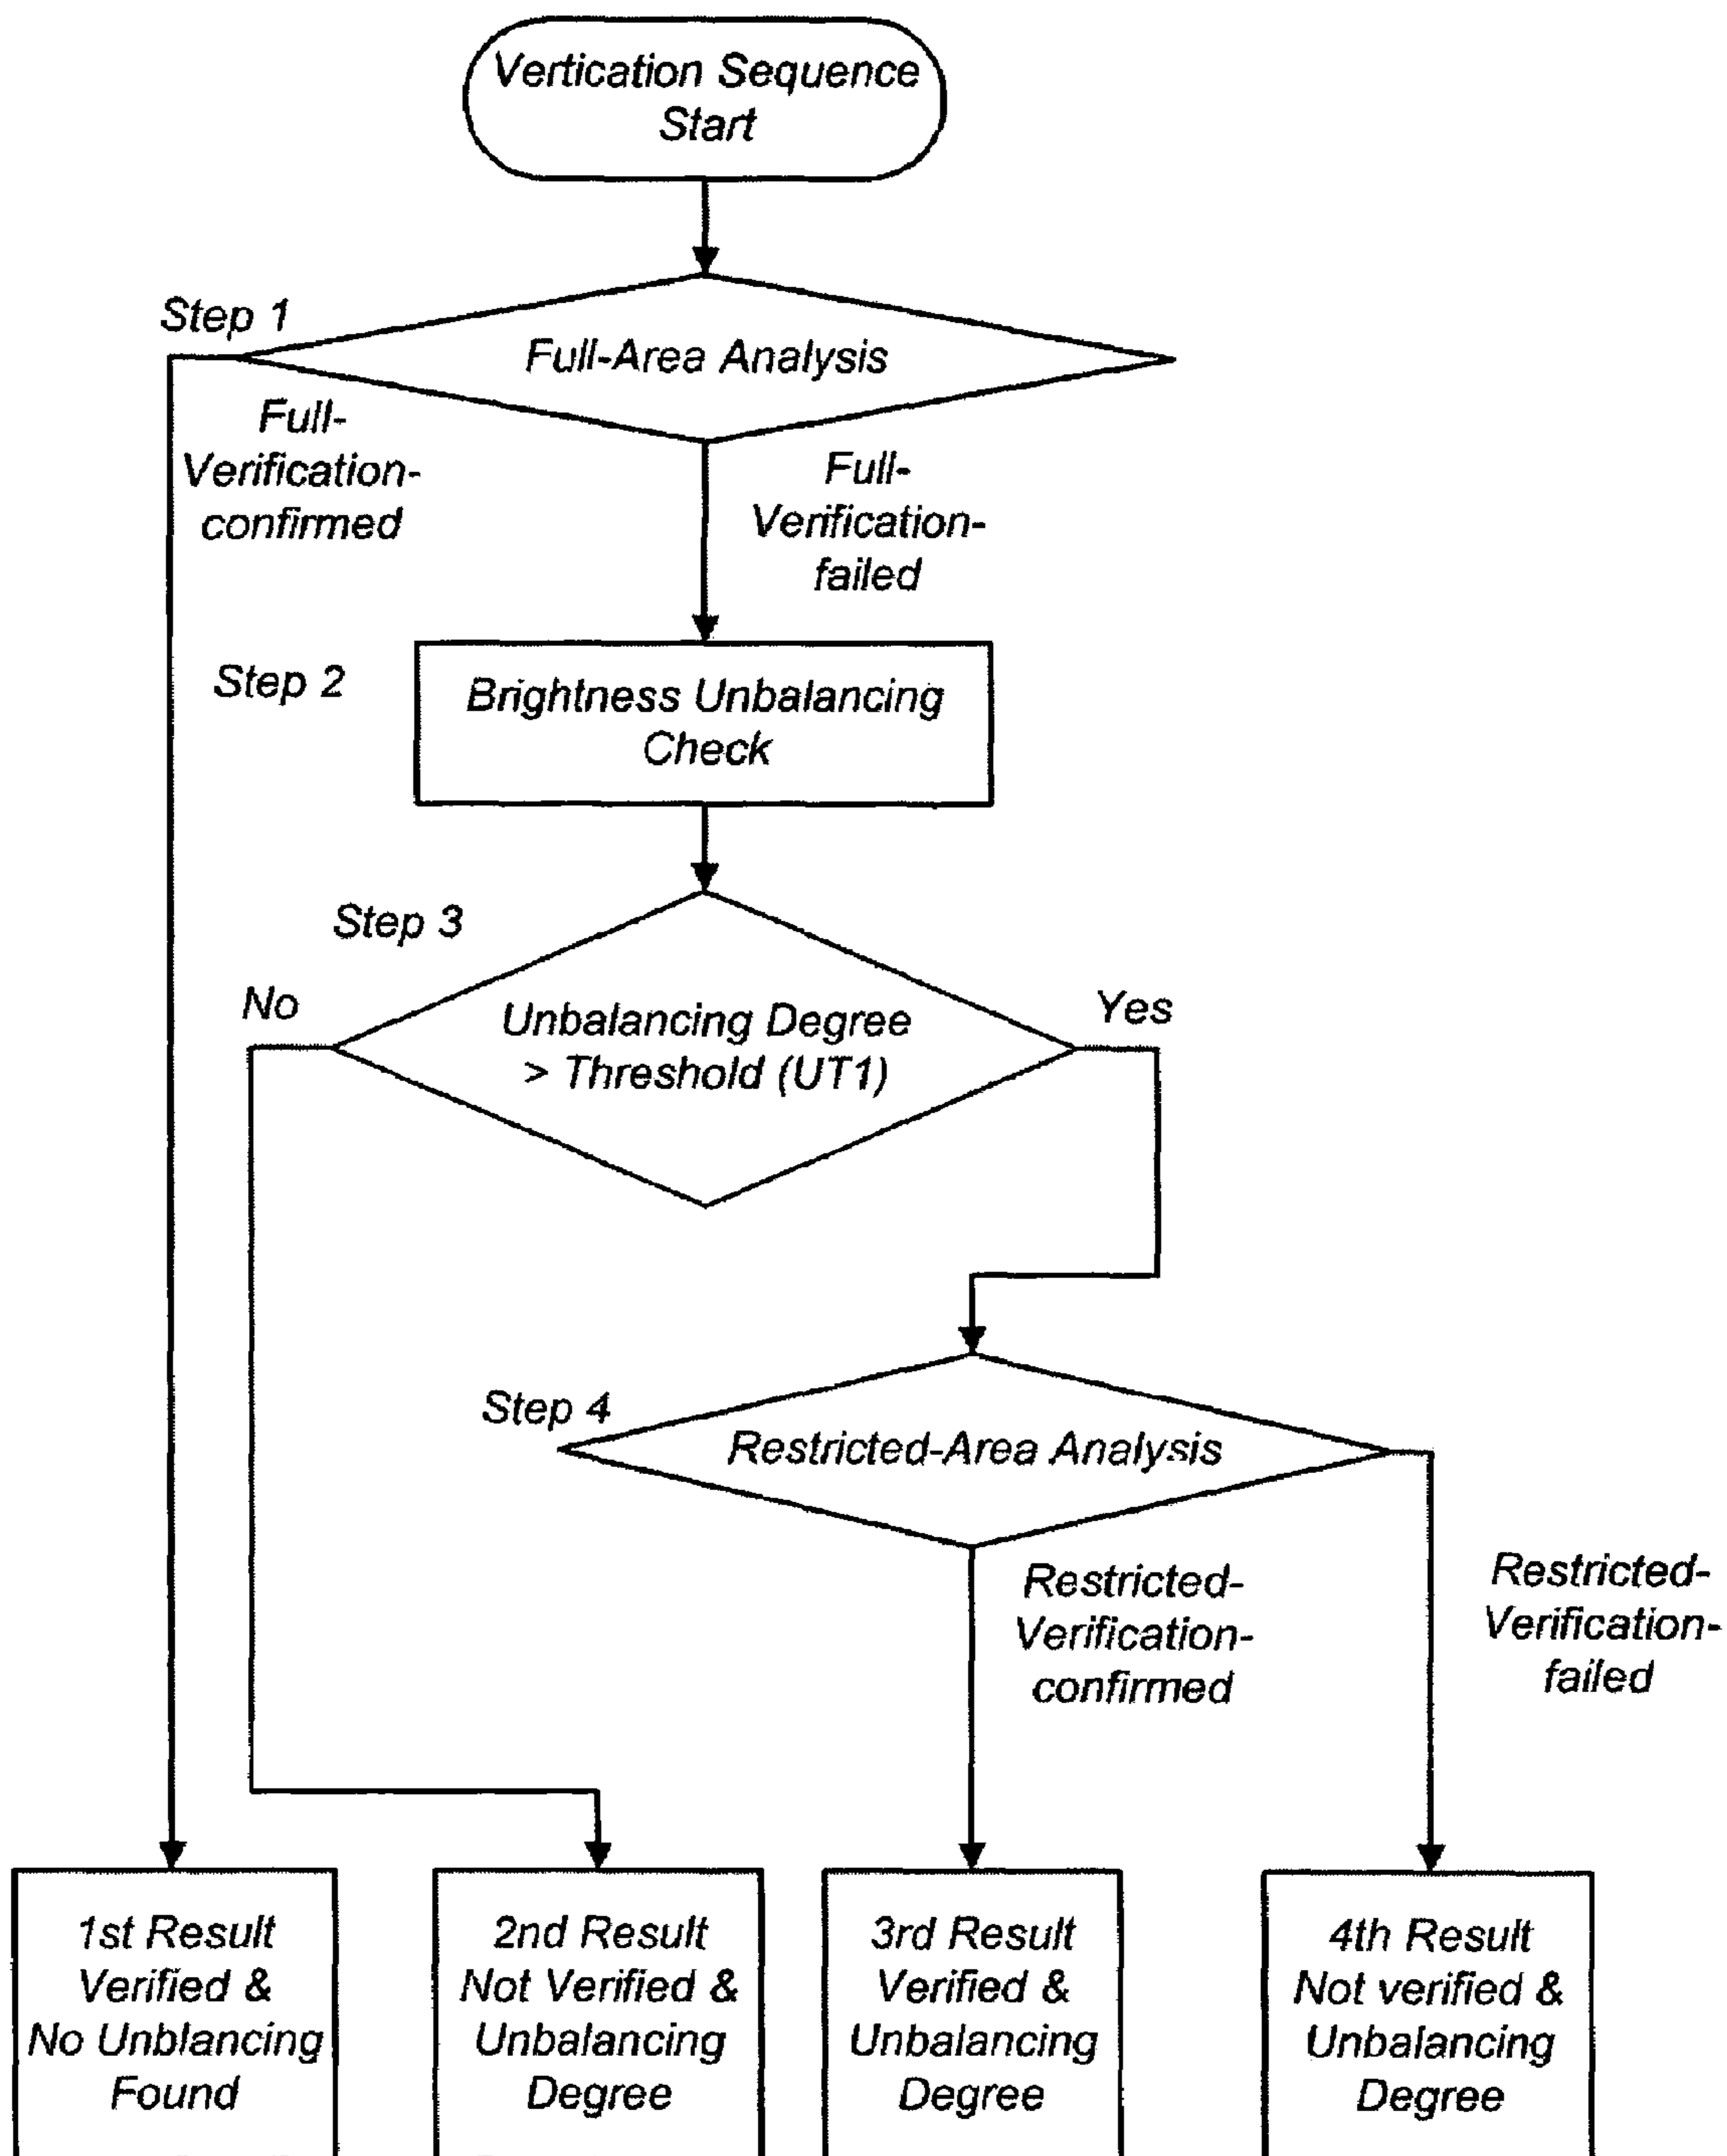 Vertication Sequence
Start
Step 1
Full-Area Analysis
Full-
Verification-
confirmed
Full-
Verification-
failed
Step 2
Brightness Unbalancing
Check
Step 3
No
Unbalancing Degree
> Threshold (UT1)
Yes
Step 4
Restricted-Area Analysis
Restricted-
Verification-
confirmed
Restricted-
Verification-
failed
1st Result
Verified &
No Unblancing
Found
2nd Result
Not Verified &
Unbalancing
Degree
3rd Result
Verified &
Unbalancing
Degree
4th Result
Not verified &
Unbalancing
Degree